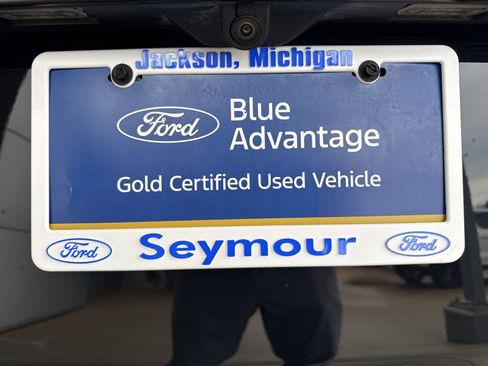 Jackson, Michigan
Ford
Blue
Advantage
Gold Certified Used Vehicle
Ford
Seymour
Ford